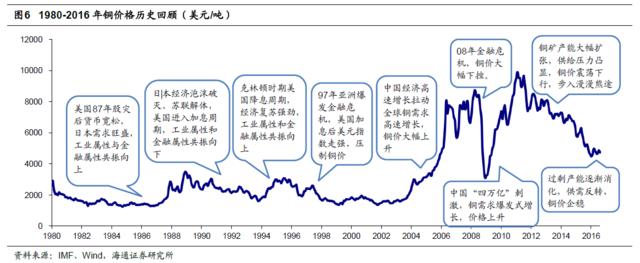 图6  1980-2016 年铜价格历史回顾（美元/吨）
12000
10000
8000
6000
4000
2000
0
美国87年股灾
后货币宽松，
日本需求旺盛，
工业属性与金
融属性共振向
上
日本经济泡沫破
灭、苏联解体，
美国进入加息周
期，工业属性和
金融属性共振向
下
克林顿时期美
国降息周期，
经济复苏强劲，
工业属性和金
融属性共振向
上
97年亚洲爆
发金融危
机，美国加
息后美元指
数走强，压
制铜价
中国经济高
速增长拉动
全球铜需求
高速增长，
铜价大幅上
升
08年金融危
机，铜价大
幅下挫。
中国“四万亿”刺
激，铜需求爆发式增
长，价格上升
铜矿产能大幅扩
张，供给压力凸
显，铜价震荡下
行，步入漫漫熊途
过剩产能逐渐消
化，供需反转，
铜价企稳
1980 1982 1984 1986 1988 1990 1992 1994 1996 1998 2000 2002 2004 2006 2008 2010 2012 2014 2016
资料来源：IMF、Wind、海通证券研究所